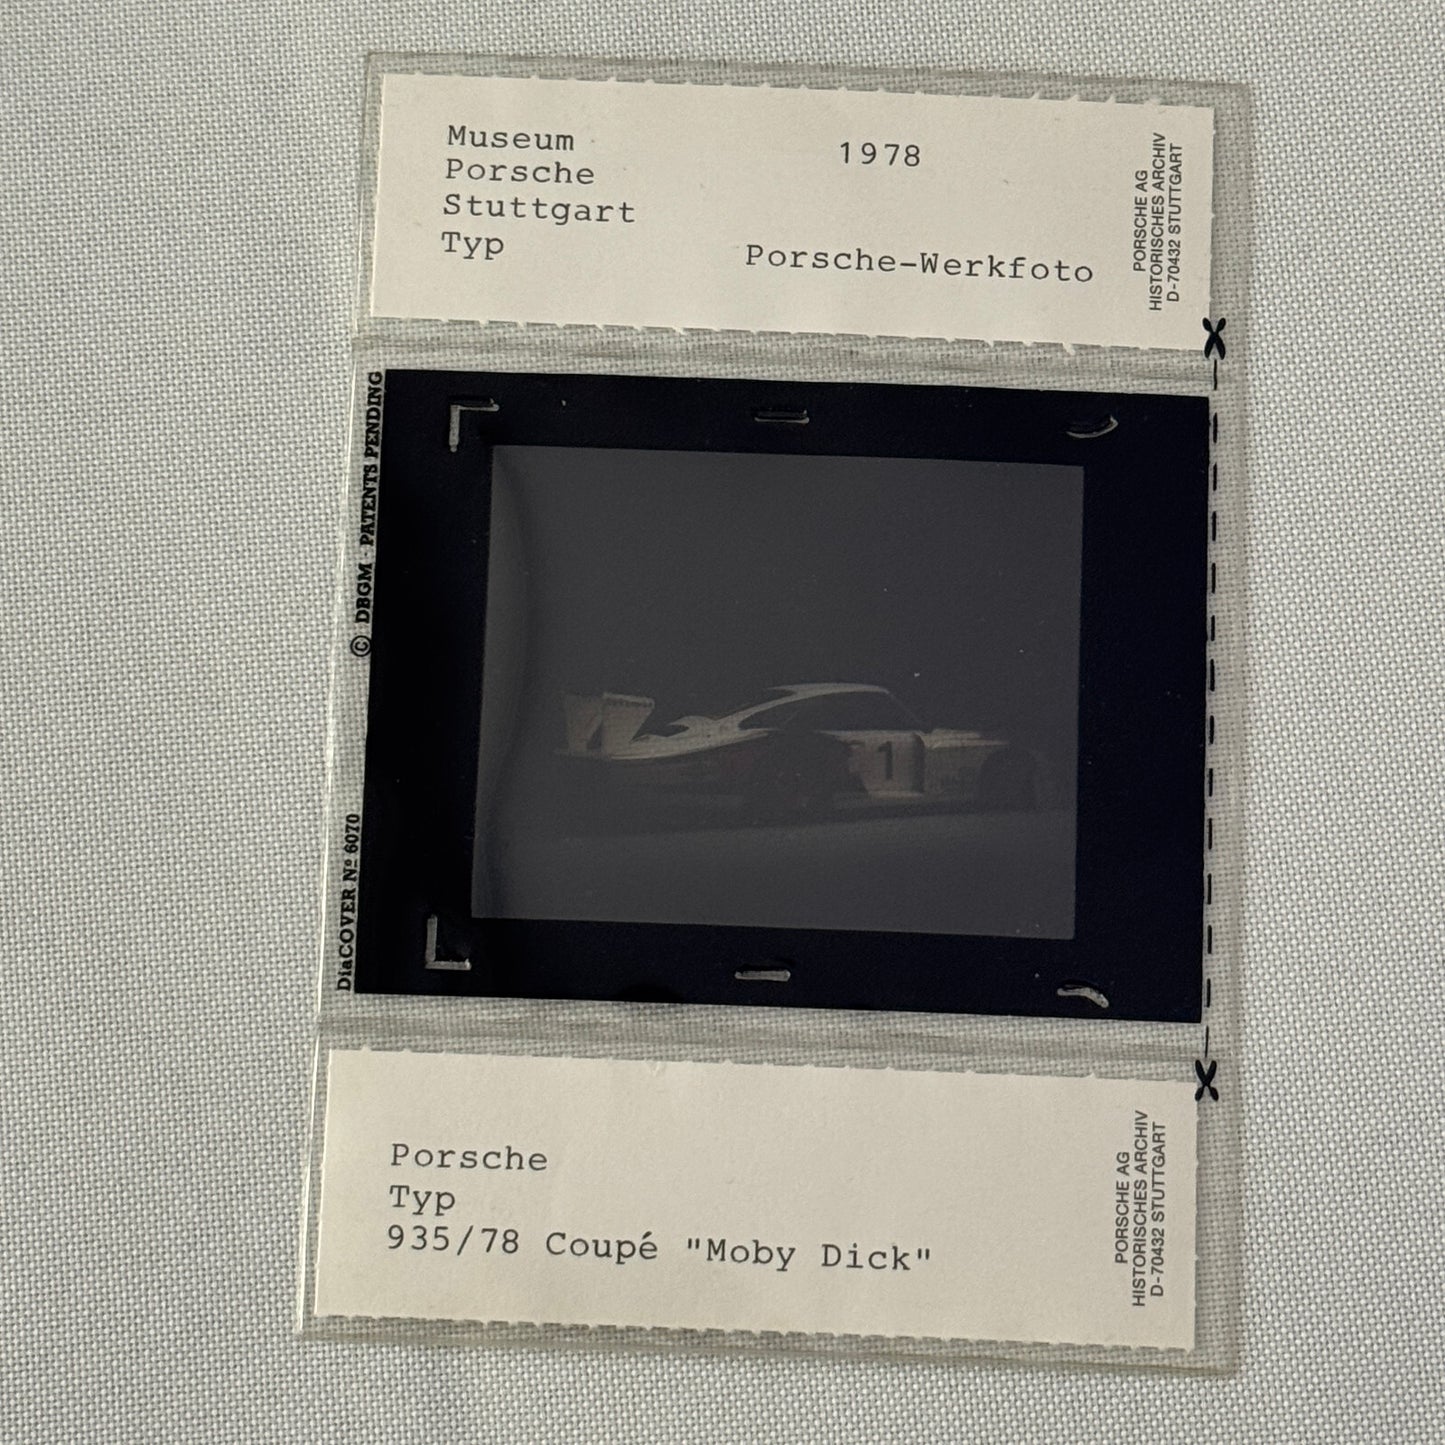 Museum
Porsche
Stuttgart
Typ
1978
Porsche-Werkfoto
PORSCHE AG
HISTORISCHES ARCHIV
D-70432 STUTTGART
© DBGM · PATENTS PENDING
DiaCOVER Nº 6070
1
Porsche
Typ
935/78 Coupé "Moby Dick"
PORSCHE AG
HISTORISCHES ARCHIV
D-70432 STUTTGART